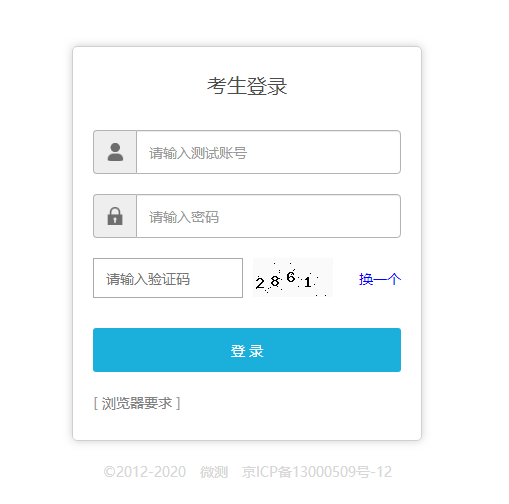 考生登录
请输入测试账号
请输入密码
请输入验证码 2861 换一个
登 录
[ 浏览器要求 ]
©2012-2020 微测 京ICP备13000509号-12